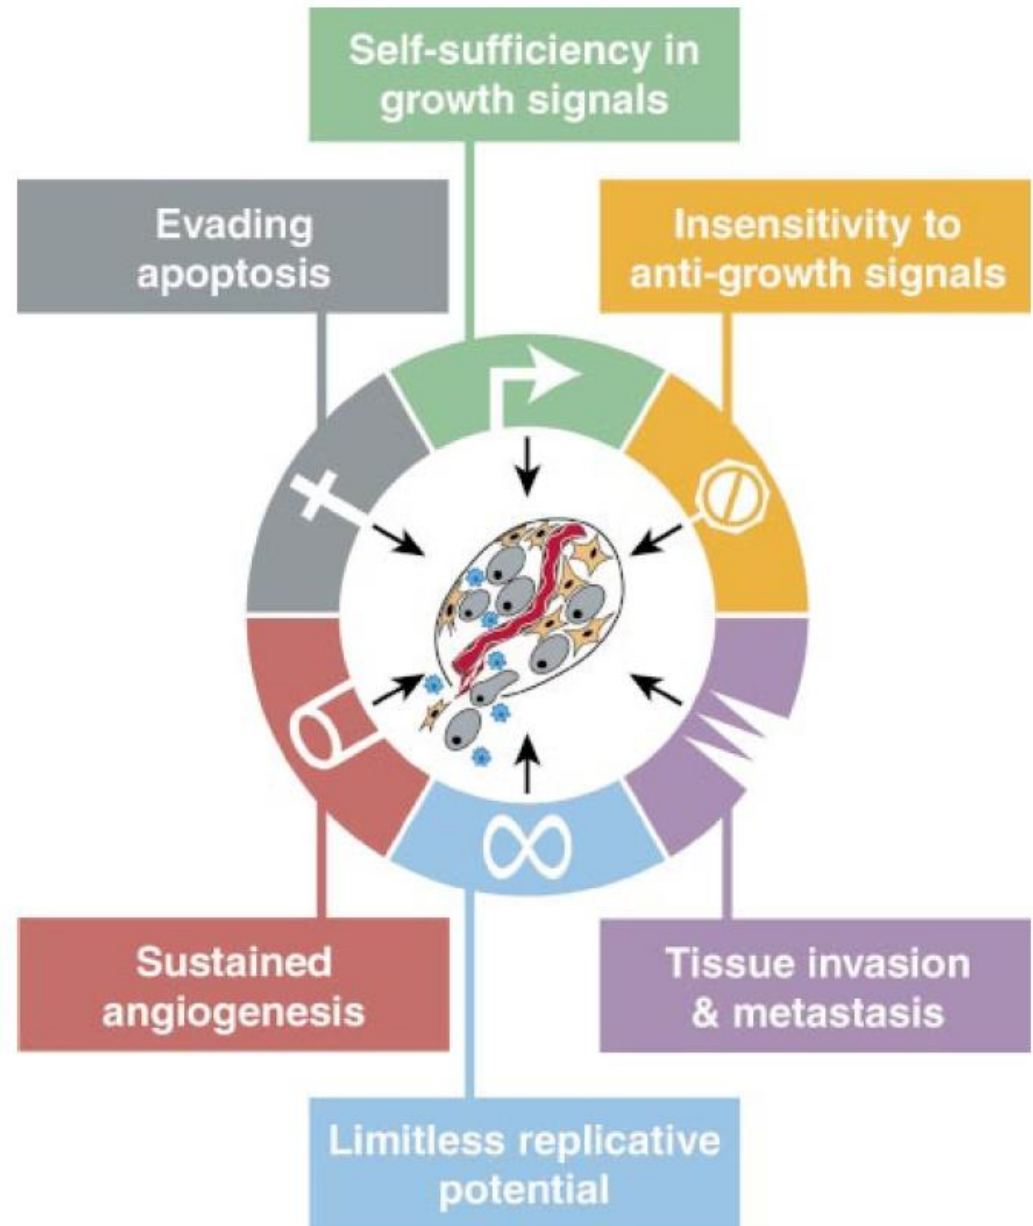 Self-sufficiency in
growth signals
Evading
apoptosis
Insensitivity to
anti-growth signals
Sustained
angiogenesis
Tissue invasion
& metastasis
Limitless replicative
potential